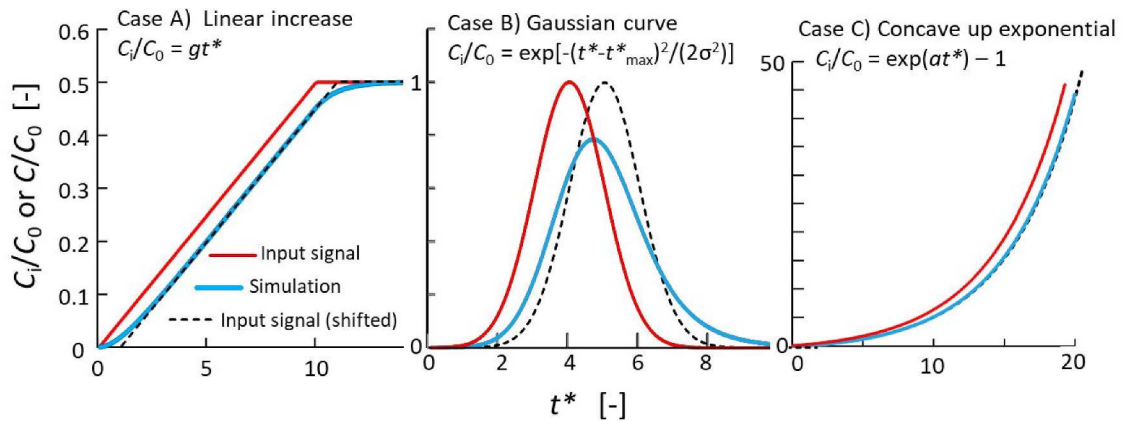 Case A) Linear increase
Cᵢ/C₀ = gt*
Case B) Gaussian curve
Cᵢ/C₀ = exp[-(t*-t*ₘₐₓ)²/(2σ²)]
Case C) Concave up exponential
Cᵢ/C₀ = exp(at*) – 1
Cᵢ/C₀ or C/C₀ [-]
0.6
0.5
0.4
0.3
0.2
0.1
0
Input signal
Simulation
Input signal (shifted)
0 5 10
1
0 2 4 6 8
50
0
10 20
t* [-]